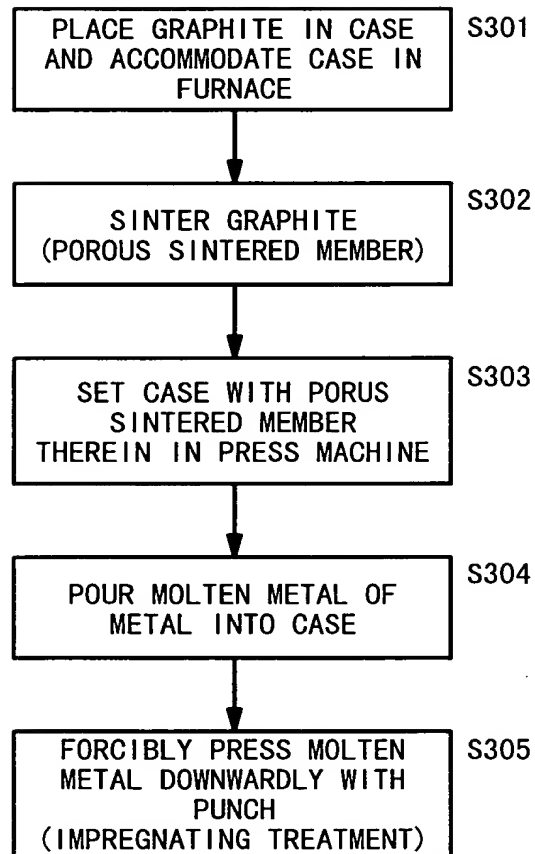 PLACE GRAPHITE IN CASE
AND ACCOMMODATE CASE IN
FURNACE
S301
SINTER GRAPHITE
(POROUS SINTERED MEMBER)
S302
SET CASE WITH PORUS
SINTERED MEMBER
THEREIN IN PRESS MACHINE
S303
POUR MOLTEN METAL OF
METAL INTO CASE
S304
FORCIBLY PRESS MOLTEN
METAL DOWNWARDLY WITH
PUNCH
(IMPREGNATING TREATMENT)
S305